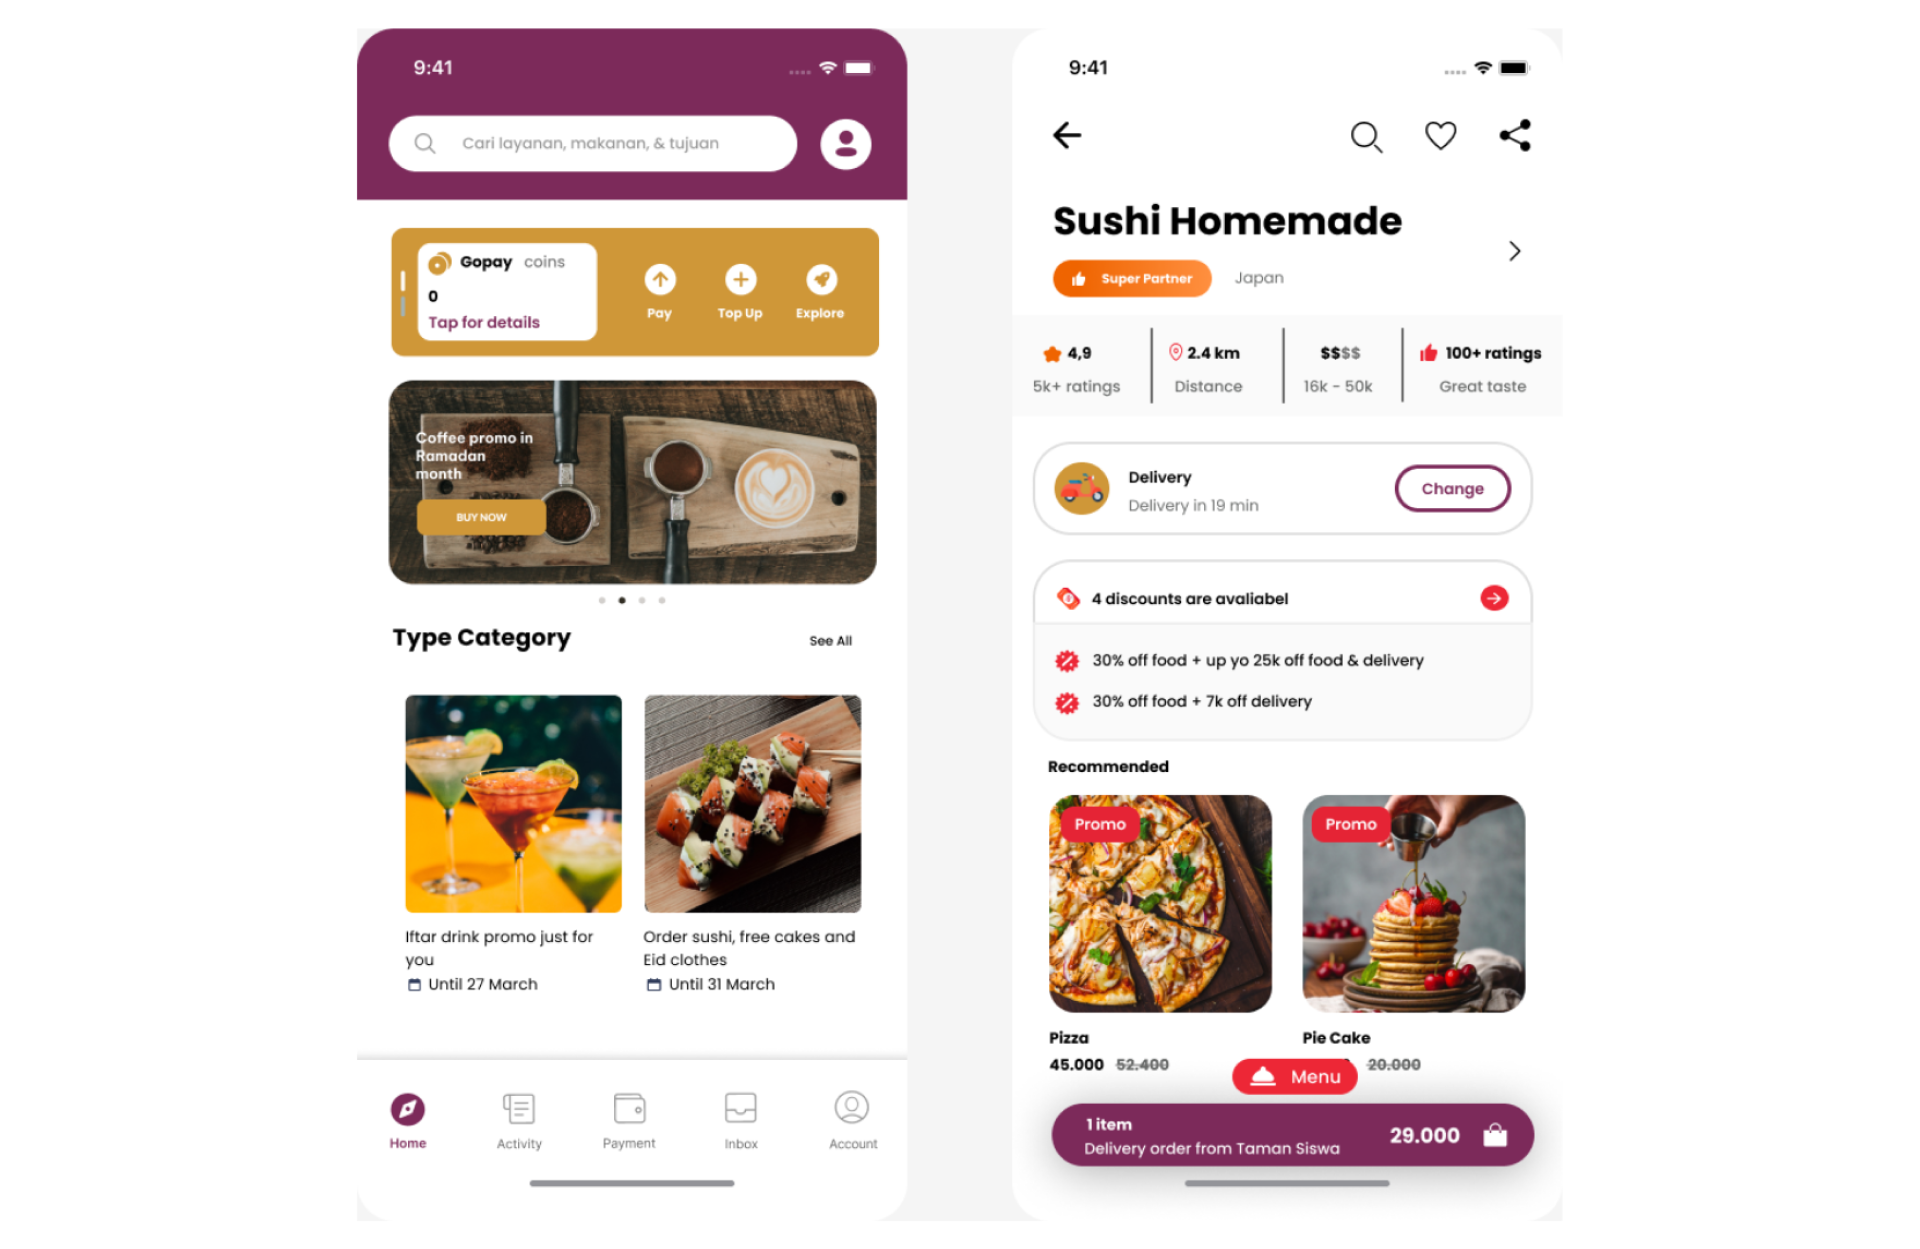 9:41
Cari layanan, makanan, & tujuan
Gopay coins
0
Tap for details
Pay
Top Up
Explore
Coffee promo in
Ramadan
month
BUY NOW
Type Category
See All
Iftar drink promo just for
you
Until 27 March
Order sushi, free cakes and
Eid clothes
Until 31 March
Home
Activity
Payment
Inbox
Account
9:41
Sushi Homemade
Super Partner
Japan
4,9
5k+ ratings
2.4 km
Distance
$$$$
16k - 50k
100+ ratings
Great taste
Delivery
Delivery in 19 min
Change
4 discounts are avaliabel
30% off food + up yo 25k off food & delivery
30% off food + 7k off delivery
Recommended
Promo
Promo
Pizza
45.000 52.400
Pie Cake
20.000
Menu
1 item
Delivery order from Taman Siswa
29.000